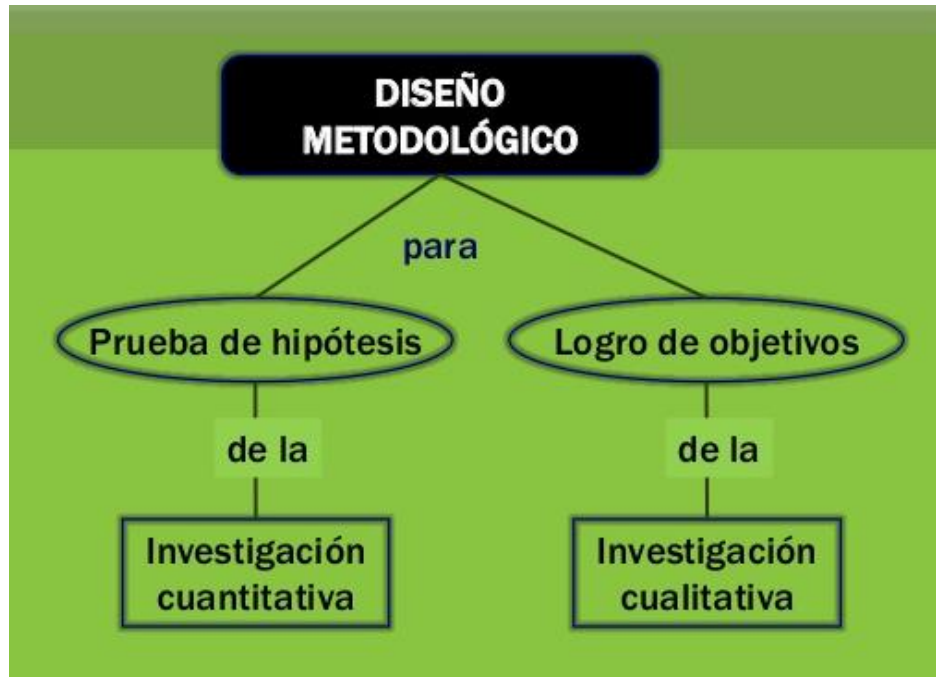 DISEÑO
METODOLÓGICO
para
Prueba de hipótesis
Logro de objetivos
de la
de la
Investigación
cuantitativa
Investigación
cualitativa